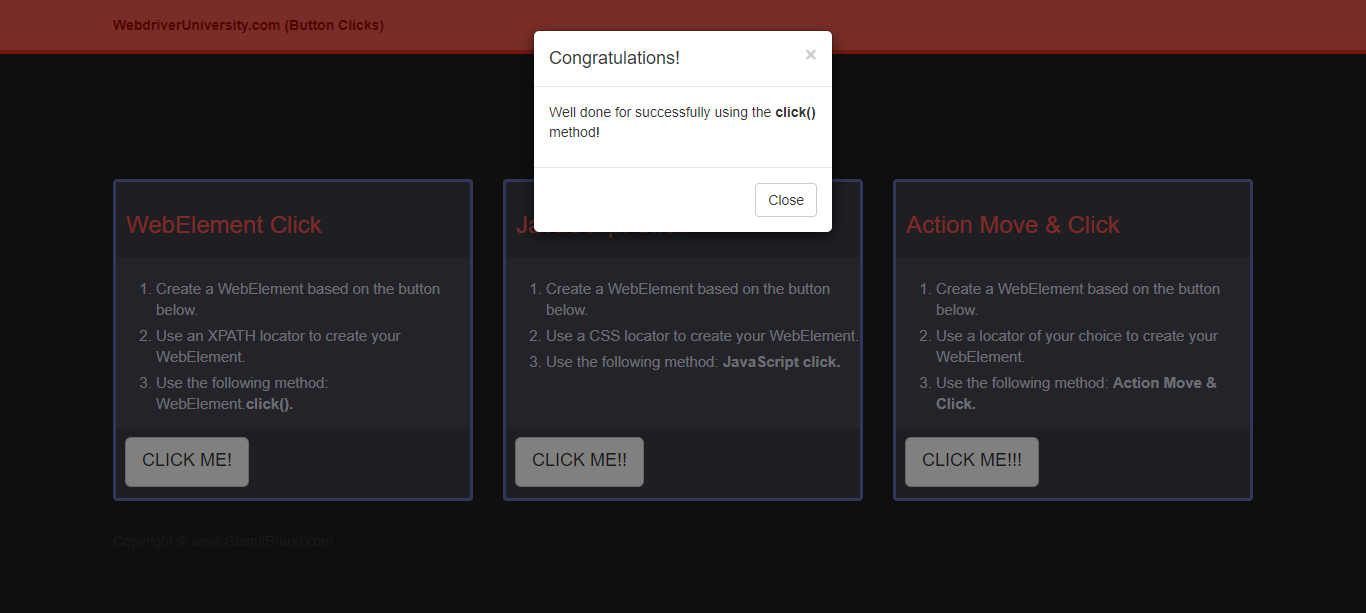 WebdriverUniversity.com (Button Clicks)
Congratulations!
×
Well done for successfully using the click()
method!
Close
WebElement Click
1. Create a WebElement based on the button
below.
2. Use an XPATH locator to create your
WebElement.
3. Use the following method:
WebElement.click().
CLICK ME!
1. Create a WebElement based on the button
below.
2. Use a CSS locator to create your WebElement.
3. Use the following method: JavaScript click.
CLICK ME!!
Action Move & Click
1. Create a WebElement based on the button
below.
2. Use a locator of your choice to create your
WebElement.
3. Use the following method: Action Move &
Click.
CLICK ME!!!
Copyright © www.GianniBruno.com